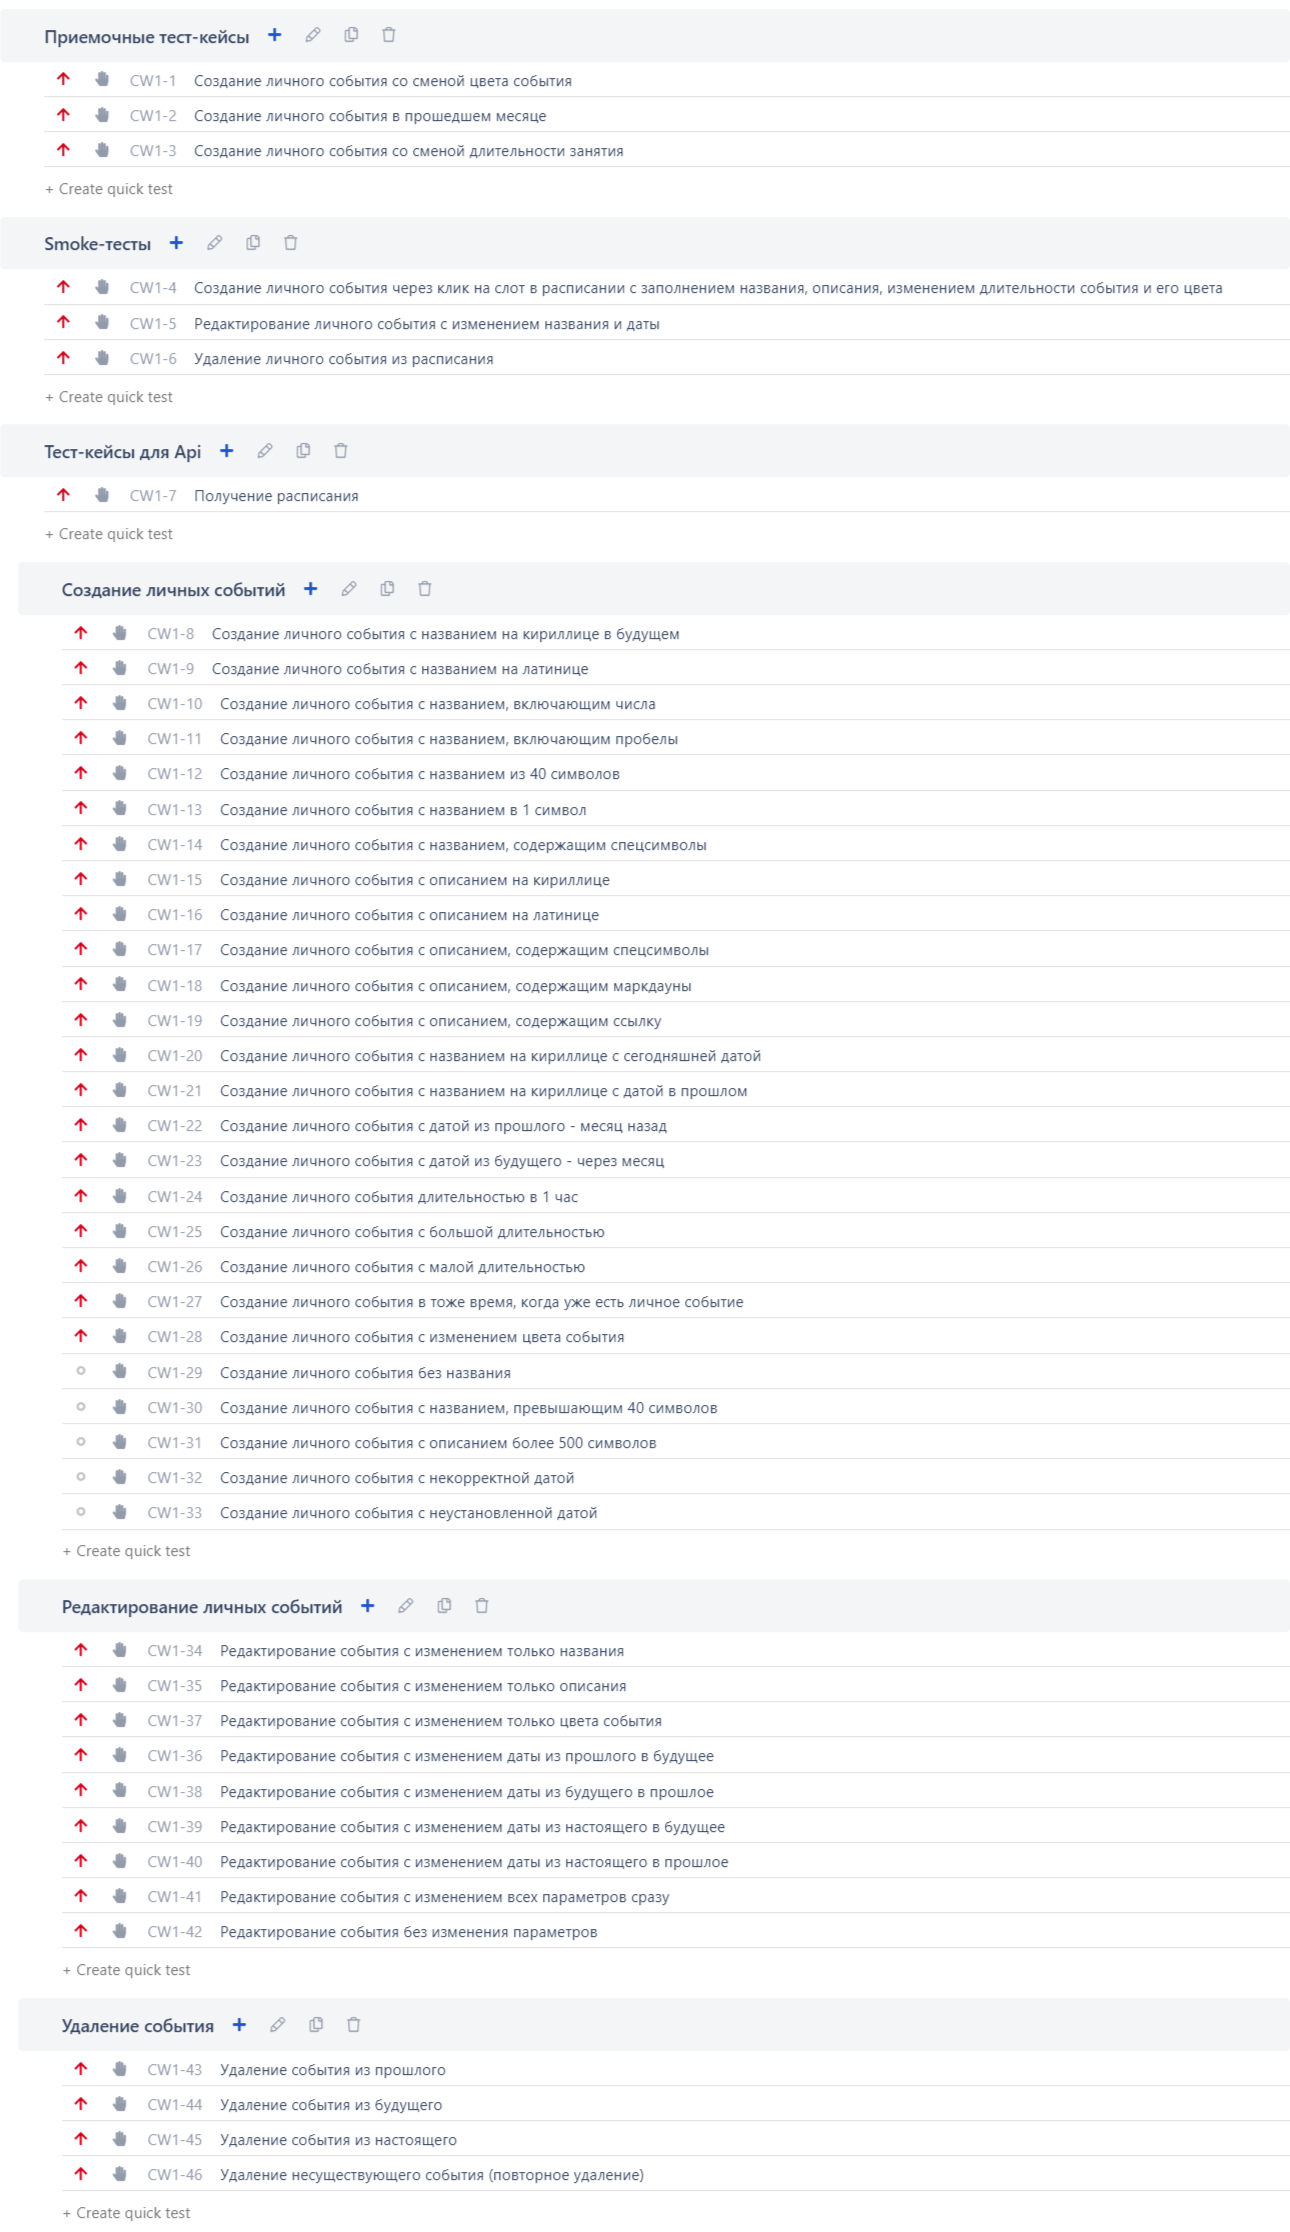 Приемочные тест-кейсы
CW1-1 Создание личного события со сменой цвета события
CW1-2 Создание личного события в прошедшем месяце
CW1-3 Создание личного события со сменой длительности занятия
+ Create quick test
Smoke-тесты
CW1-4 Создание личного события через клик на слот в расписании с заполнением названия, описания, изменением длительности события и его цвета
CW1-5 Редактирование личного события с изменением названия и даты
CW1-6 Удаление личного события из расписания
+ Create quick test
Тест-кейсы для Api
CW1-7 Получение расписания
+ Create quick test
Создание личных событий
CW1-8 Создание личного события с названием на кириллице в будущем
CW1-9 Создание личного события с названием на латинице
CW1-10 Создание личного события с названием, включающим числа
CW1-11 Создание личного события с названием, включающим пробелы
CW1-12 Создание личного события с названием из 40 символов
CW1-13 Создание личного события с названием в 1 символ
CW1-14 Создание личного события с названием, содержащим спецсимволы
CW1-15 Создание личного события с описанием на кириллице
CW1-16 Создание личного события с описанием на латинице
CW1-17 Создание личного события с описанием, содержащим спецсимволы
CW1-18 Создание личного события с описанием, содержащим маркдауны
CW1-19 Создание личного события с описанием, содержащим ссылку
CW1-20 Создание личного события с названием на кириллице с сегодняшней датой
CW1-21 Создание личного события с названием на кириллице с датой в прошлом
CW1-22 Создание личного события с датой из прошлого - месяц назад
CW1-23 Создание личного события с датой из будущего - через месяц
CW1-24 Создание личного события длительностью в 1 час
CW1-25 Создание личного события с большой длительностью
CW1-26 Создание личного события с малой длительностью
CW1-27 Создание личного события в тоже время, когда уже есть личное событие
CW1-28 Создание личного события с изменением цвета события
CW1-29 Создание личного события без названия
CW1-30 Создание личного события с названием, превышающим 40 символов
CW1-31 Создание личного события с описанием более 500 символов
CW1-32 Создание личного события с некорректной датой
CW1-33 Создание личного события с неустановленной датой
+ Create quick test
Редактирование личных событий
CW1-34 Редактирование события с изменением только названия
CW1-35 Редактирование события с изменением только описания
CW1-37 Редактирование события с изменением только цвета события
CW1-36 Редактирование события с изменением даты из прошлого в будущее
CW1-38 Редактирование события с изменением даты из будущего в прошлое
CW1-39 Редактирование события с изменением даты из настоящего в будущее
CW1-40 Редактирование события с изменением даты из настоящего в прошлое
CW1-41 Редактирование события с изменением всех параметров сразу
CW1-42 Редактирование события без изменения параметров
+ Create quick test
Удаление события
CW1-43 Удаление события из прошлого
CW1-44 Удаление события из будущего
CW1-45 Удаление события из настоящего
CW1-46 Удаление несуществующего события (повторное удаление)
+ Create quick test